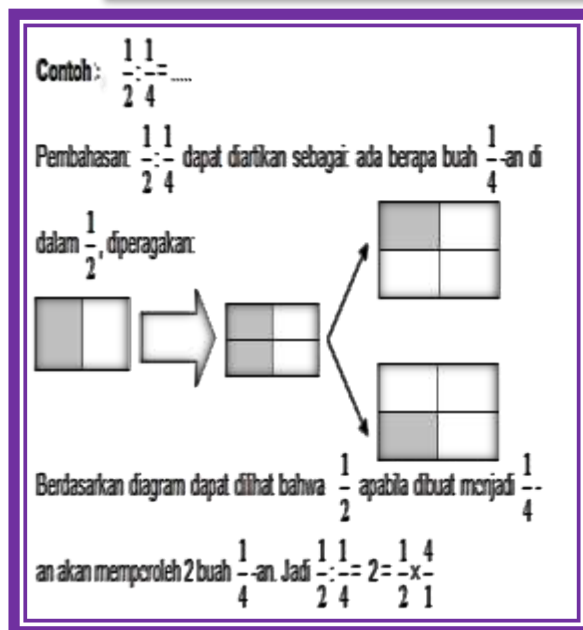 Contoh : 1/2 : 1/4 = .....
Pembahasan: 1/2 : 1/4 dapat diartikan sebagai: ada berapa buah 1/4-an di
dalam 1/2, diperagakan:
Berdasarkan diagram dapat dilihat bahwa 1/2 apabila dibuat menjadi 1/4-
an akan memperoleh 2 buah 1/4-an. Jadi 1/2 : 1/4 = 2 = 1/2 x 4/1